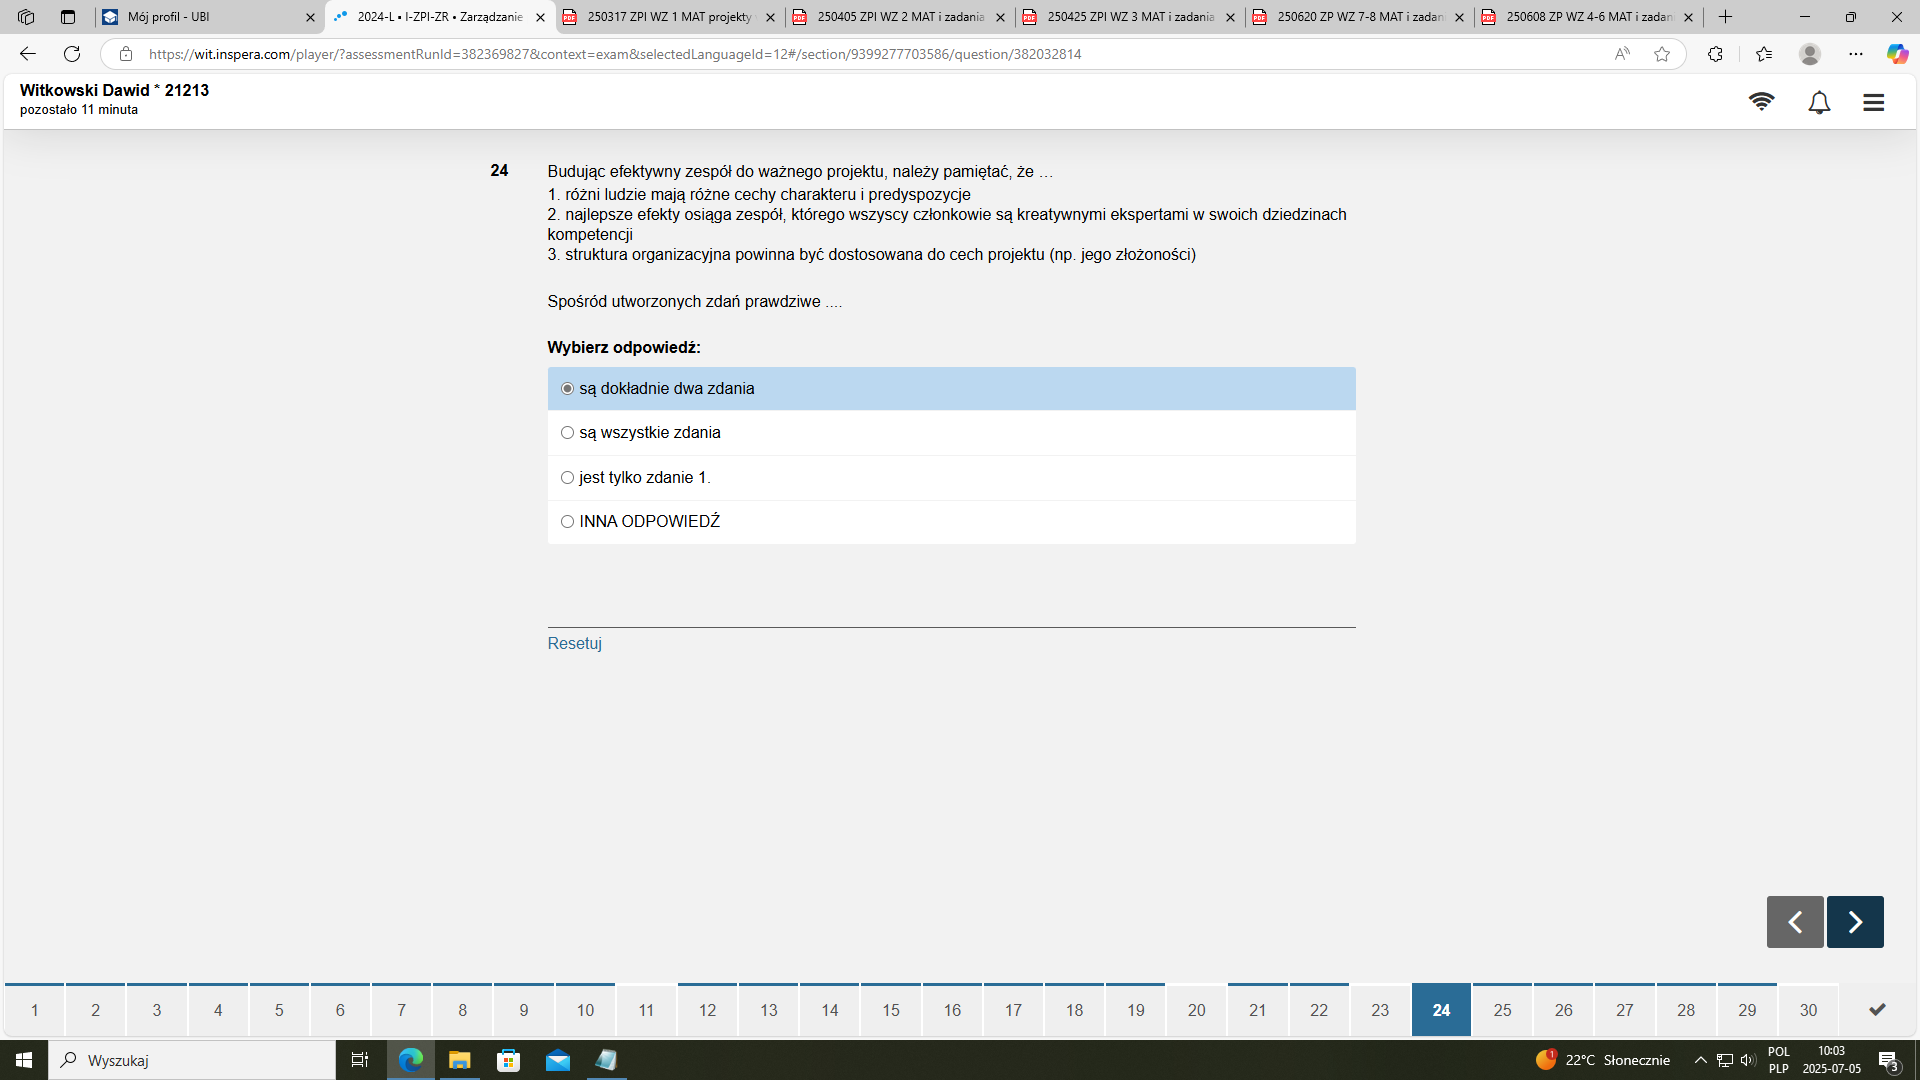 Mój profil - UBI
2024-L • I-ZPI-ZR • Zarządzanie
250317 ZPI WZ 1 MAT projekty
250405 ZPI WZ 2 MAT i zadania
250425 ZPI WZ 3 MAT i zadania
250620 ZP WZ 7-8 MAT i zadan
250608 ZP WZ 4-6 MAT i zadan
https://wit.inspera.com/player/?assessmentRunId=382369827&context=exam&selectedLanguageId=12#/section/9399277703586/question/382032814
Witkowski Dawid * 21213
pozostało 11 minuta
24
Budując efektywny zespół do ważnego projektu, należy pamiętać, że …
1. różni ludzie mają różne cechy charakteru i predyspozycje
2. najlepsze efekty osiąga zespół, którego wszyscy członkowie są kreatywnymi ekspertami w swoich dziedzinach
kompetencji
3. struktura organizacyjna powinna być dostosowana do cech projektu (np. jego złożoności)
Spośród utworzonych zdań prawdziwe ....
Wybierz odpowiedź:
są dokładnie dwa zdania
są wszystkie zdania
jest tylko zdanie 1.
INNA ODPOWIEDŹ
Resetuj
1 2 3 4 5 6 7 8 9 10 11 12 13 14 15 16 17 18 19 20 21 22 23 24 25 26 27 28 29 30
Wyszukaj
1
22°C Słonecznie
POL
PLP
10:03
2025-07-05
3